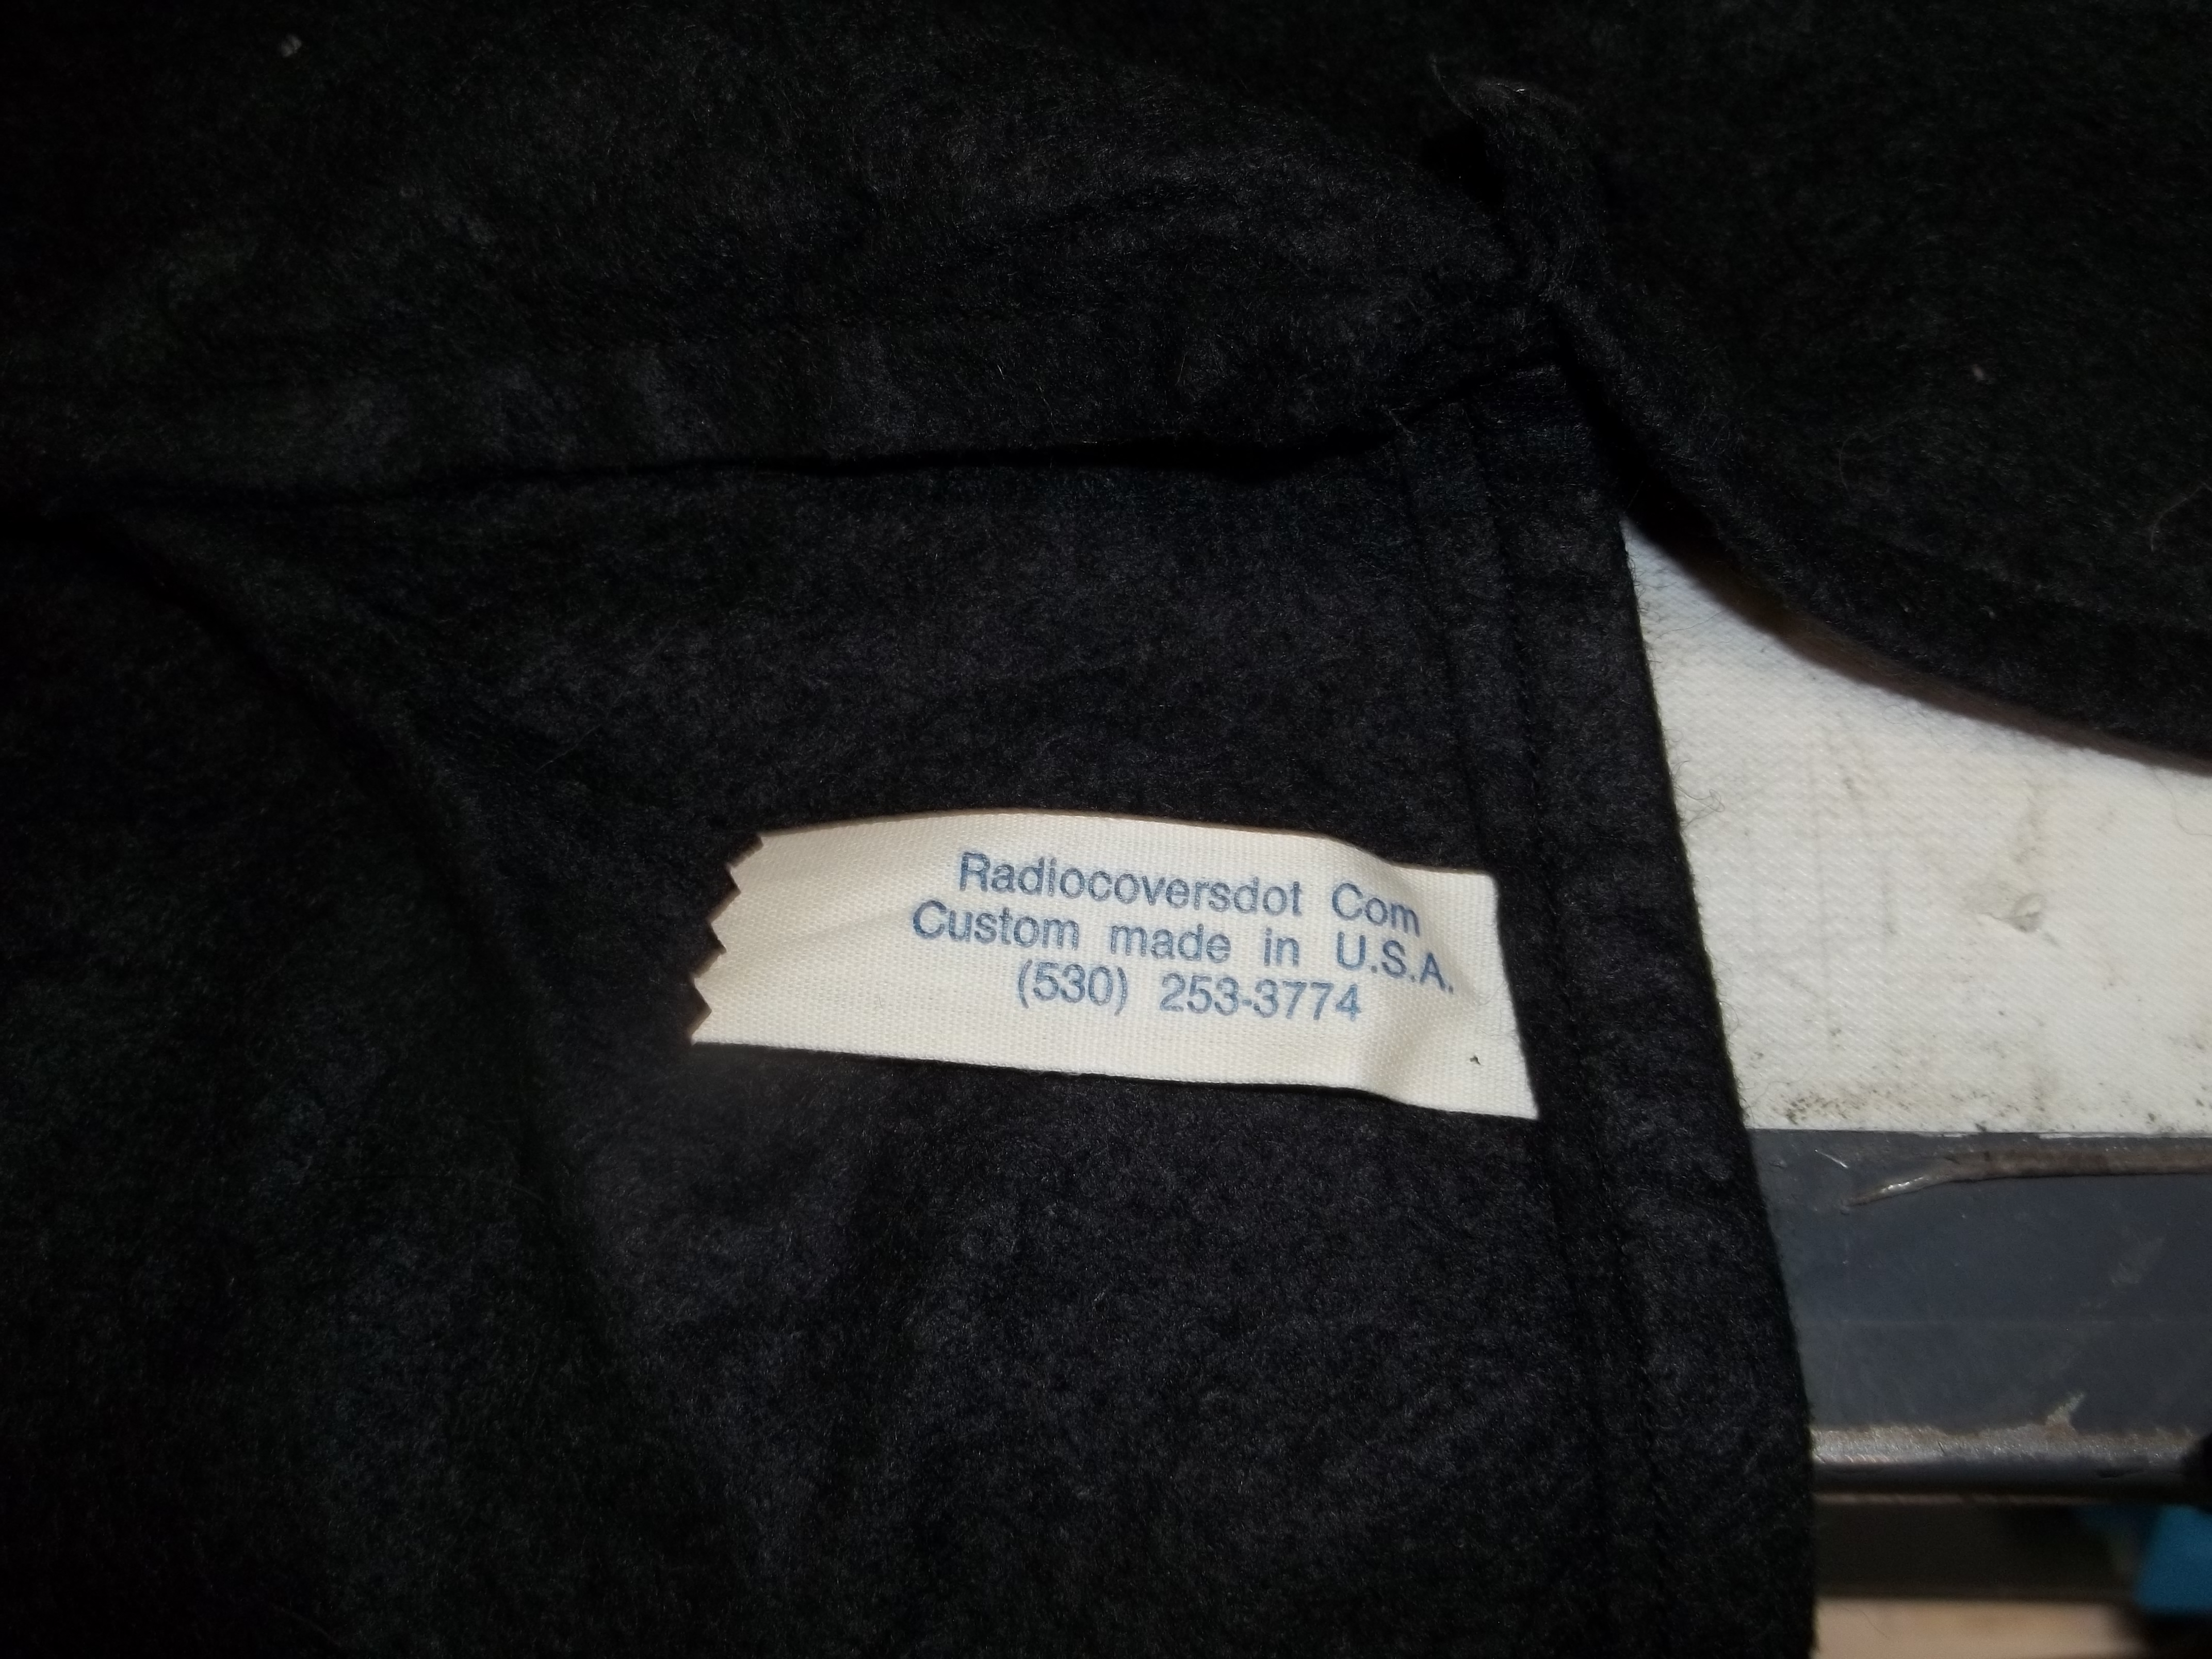 Radiocoversdot Com
Custom made in U.S.A.
(530) 253-3774